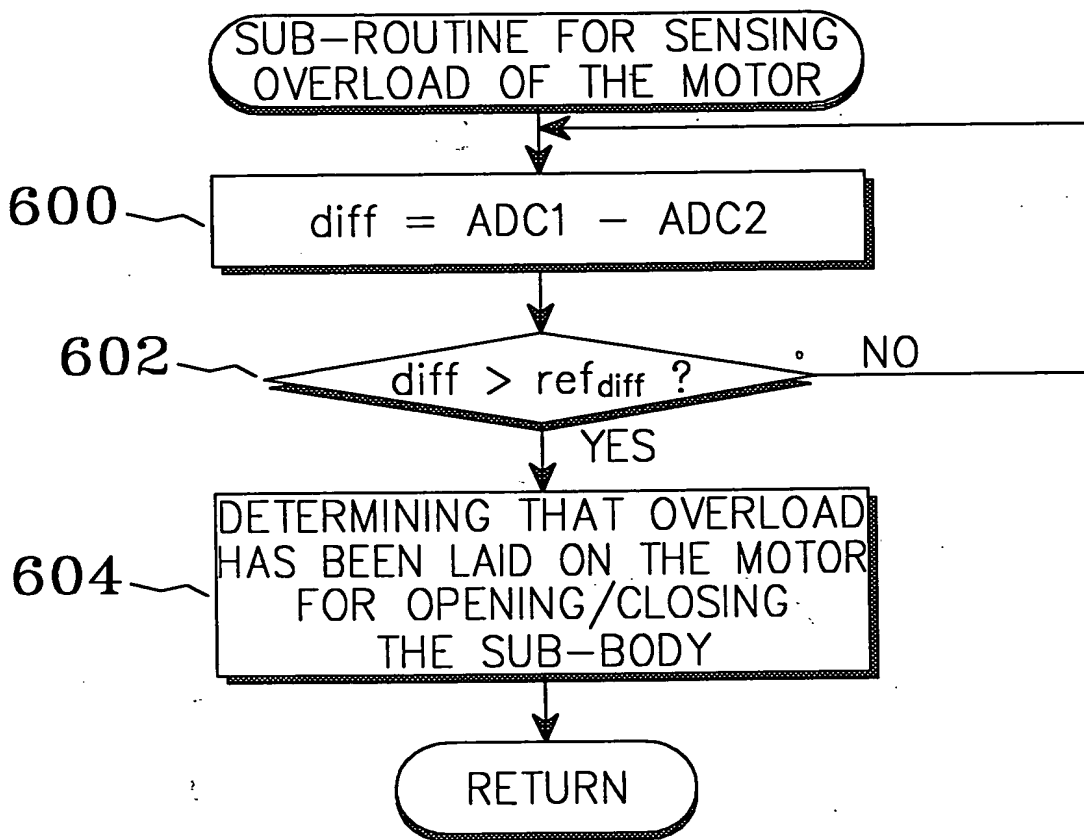 SUB-ROUTINE FOR SENSING
OVERLOAD OF THE MOTOR
600
diff = ADC1 - ADC2
602
diff > refdiff ?
NO
YES
604
DETERMINING THAT OVERLOAD
HAS BEEN LAID ON THE MOTOR
FOR OPENING/CLOSING
THE SUB-BODY
RETURN